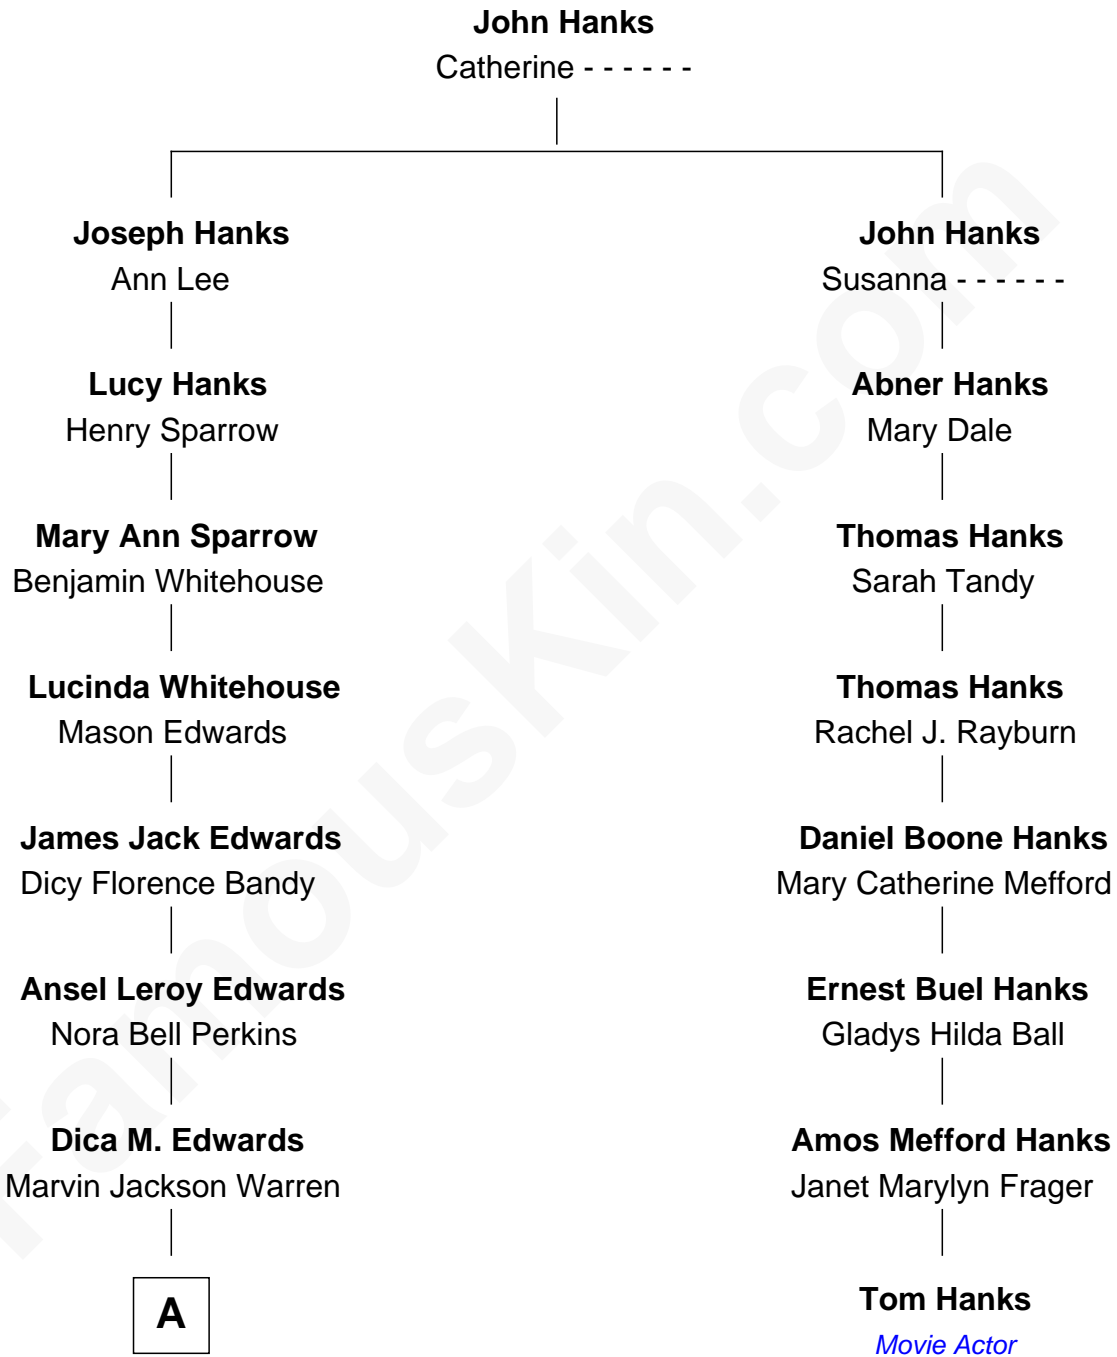 John Hanks
Catherine - - - - - -
Joseph Hanks
Ann Lee
John Hanks
Susanna - - - - - -
Lucy Hanks
Henry Sparrow
Abner Hanks
Mary Dale
Mary Ann Sparrow
Benjamin Whitehouse
Thomas Hanks
Sarah Tandy
Lucinda Whitehouse
Mason Edwards
Thomas Hanks
Rachel J. Rayburn
James Jack Edwards
Dicy Florence Bandy
Daniel Boone Hanks
Mary Catherine Mefford
Ansel Leroy Edwards
Nora Bell Perkins
Ernest Buel Hanks
Gladys Hilda Ball
Dica M. Edwards
Marvin Jackson Warren
Amos Mefford Hanks
Janet Marylyn Frager
A
Tom Hanks
Movie Actor
FamousKin.com